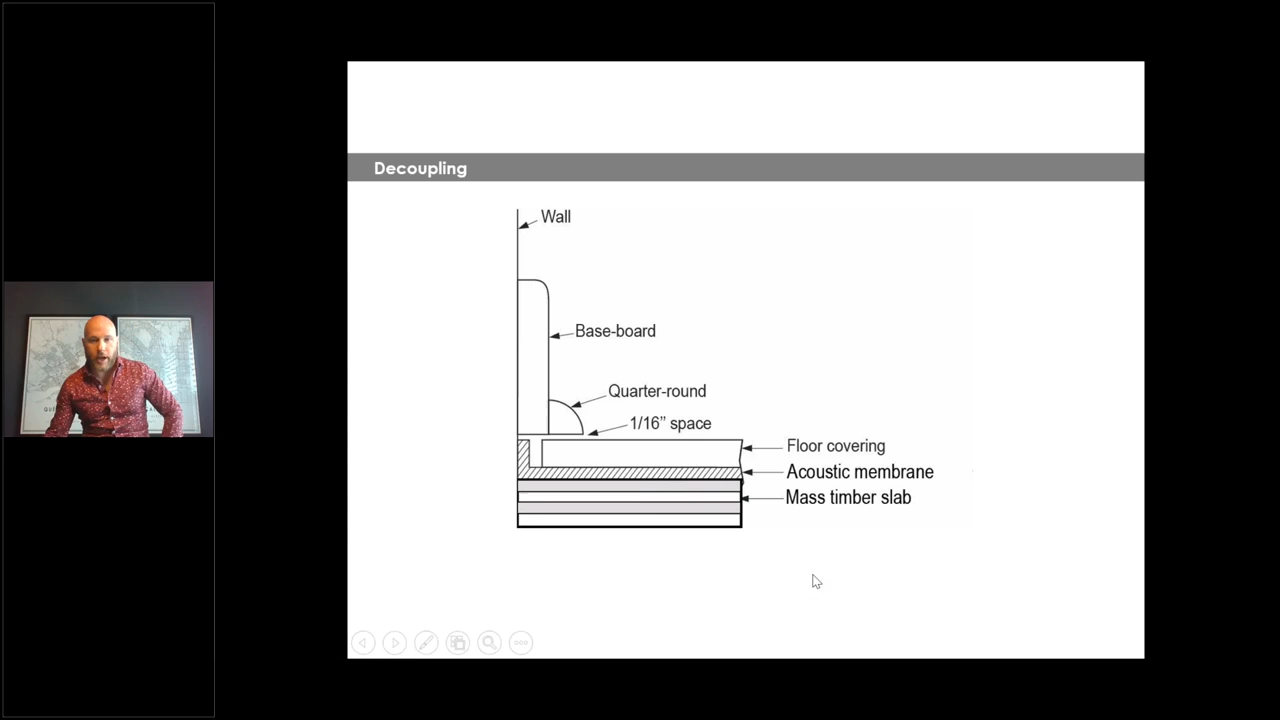 Decoupling
Wall
Base-board
Quarter-round
1/16” space
Floor covering
Acoustic membrane
Mass timber slab